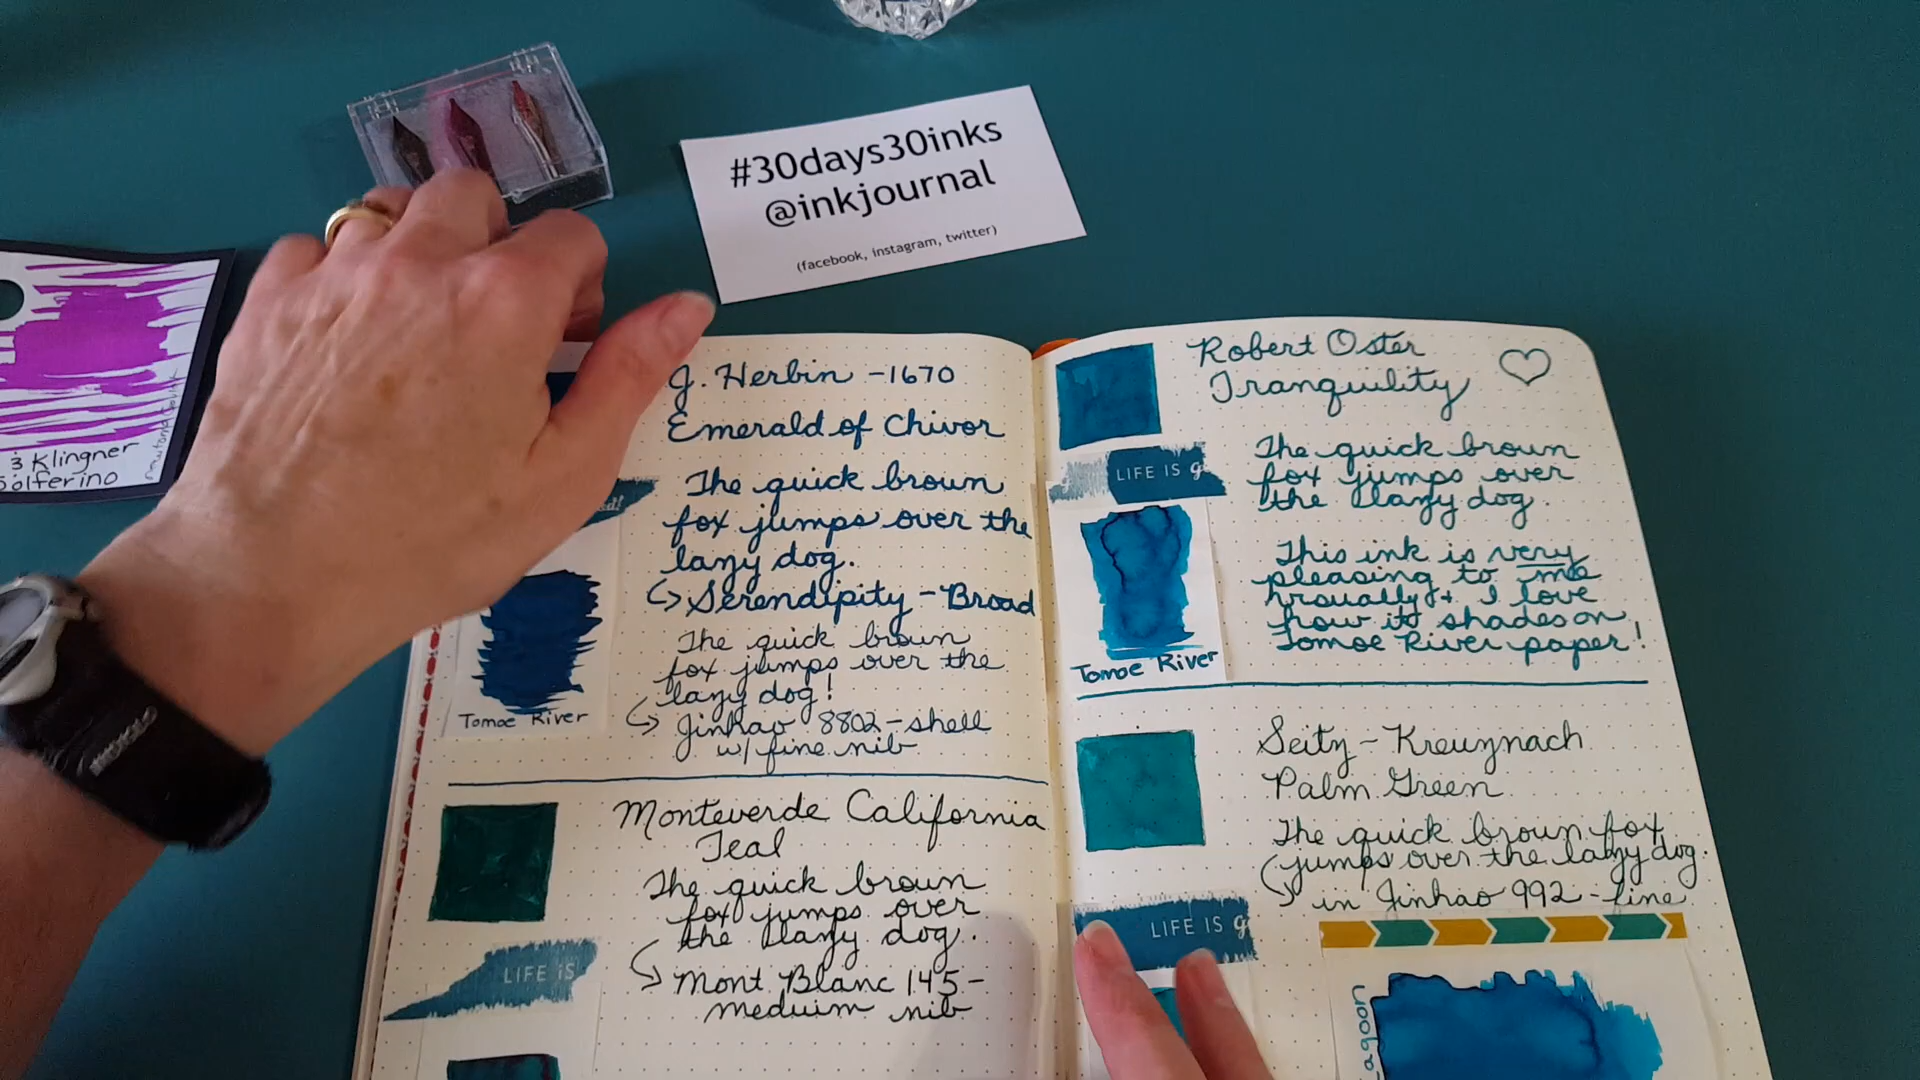 #30days30inks
@inkjournal
(facebook, instagram, twitter)
& Klingner
Solferino
J. Herbin - 1670
Emerald of Chivor
The quick brown
fox jumps over the
lazy dog.
↳ Serendipity - Broad
The quick brown
fox jumps over the
lazy dog!
↳ Jinhao 8802 - shell
w/ fine nib
Tomoe River
Monteverde California
Teal
The quick brown
fox jumps over
the lazy dog.
↳ Mont Blanc 145 -
meduim nib
LIFE iS
Robert Oster
Tranquility
LIFE IS g
The quick brown
fox jumps over
the lazy dog.
This ink is very
pleasing to me
+ I love
how it shades on
Tomoe River paper!
Tomoe River
Seity - Kreuznach
Palm Green
The quick brown fox
jumps over the lazy dog.
↳ in Jinhao 992 - fine
LIFE IS g
Lagoon